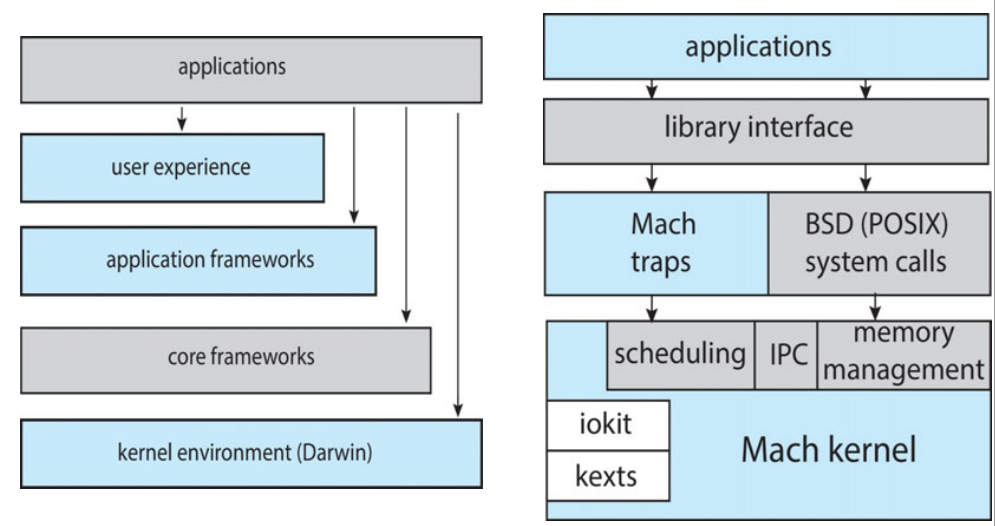 applications
user experience
application frameworks
core frameworks
kernel environment (Darwin)
applications
library interface
Mach
traps
BSD (POSIX)
system calls
scheduling
IPC
memory
management
iokit
kexts
Mach kernel